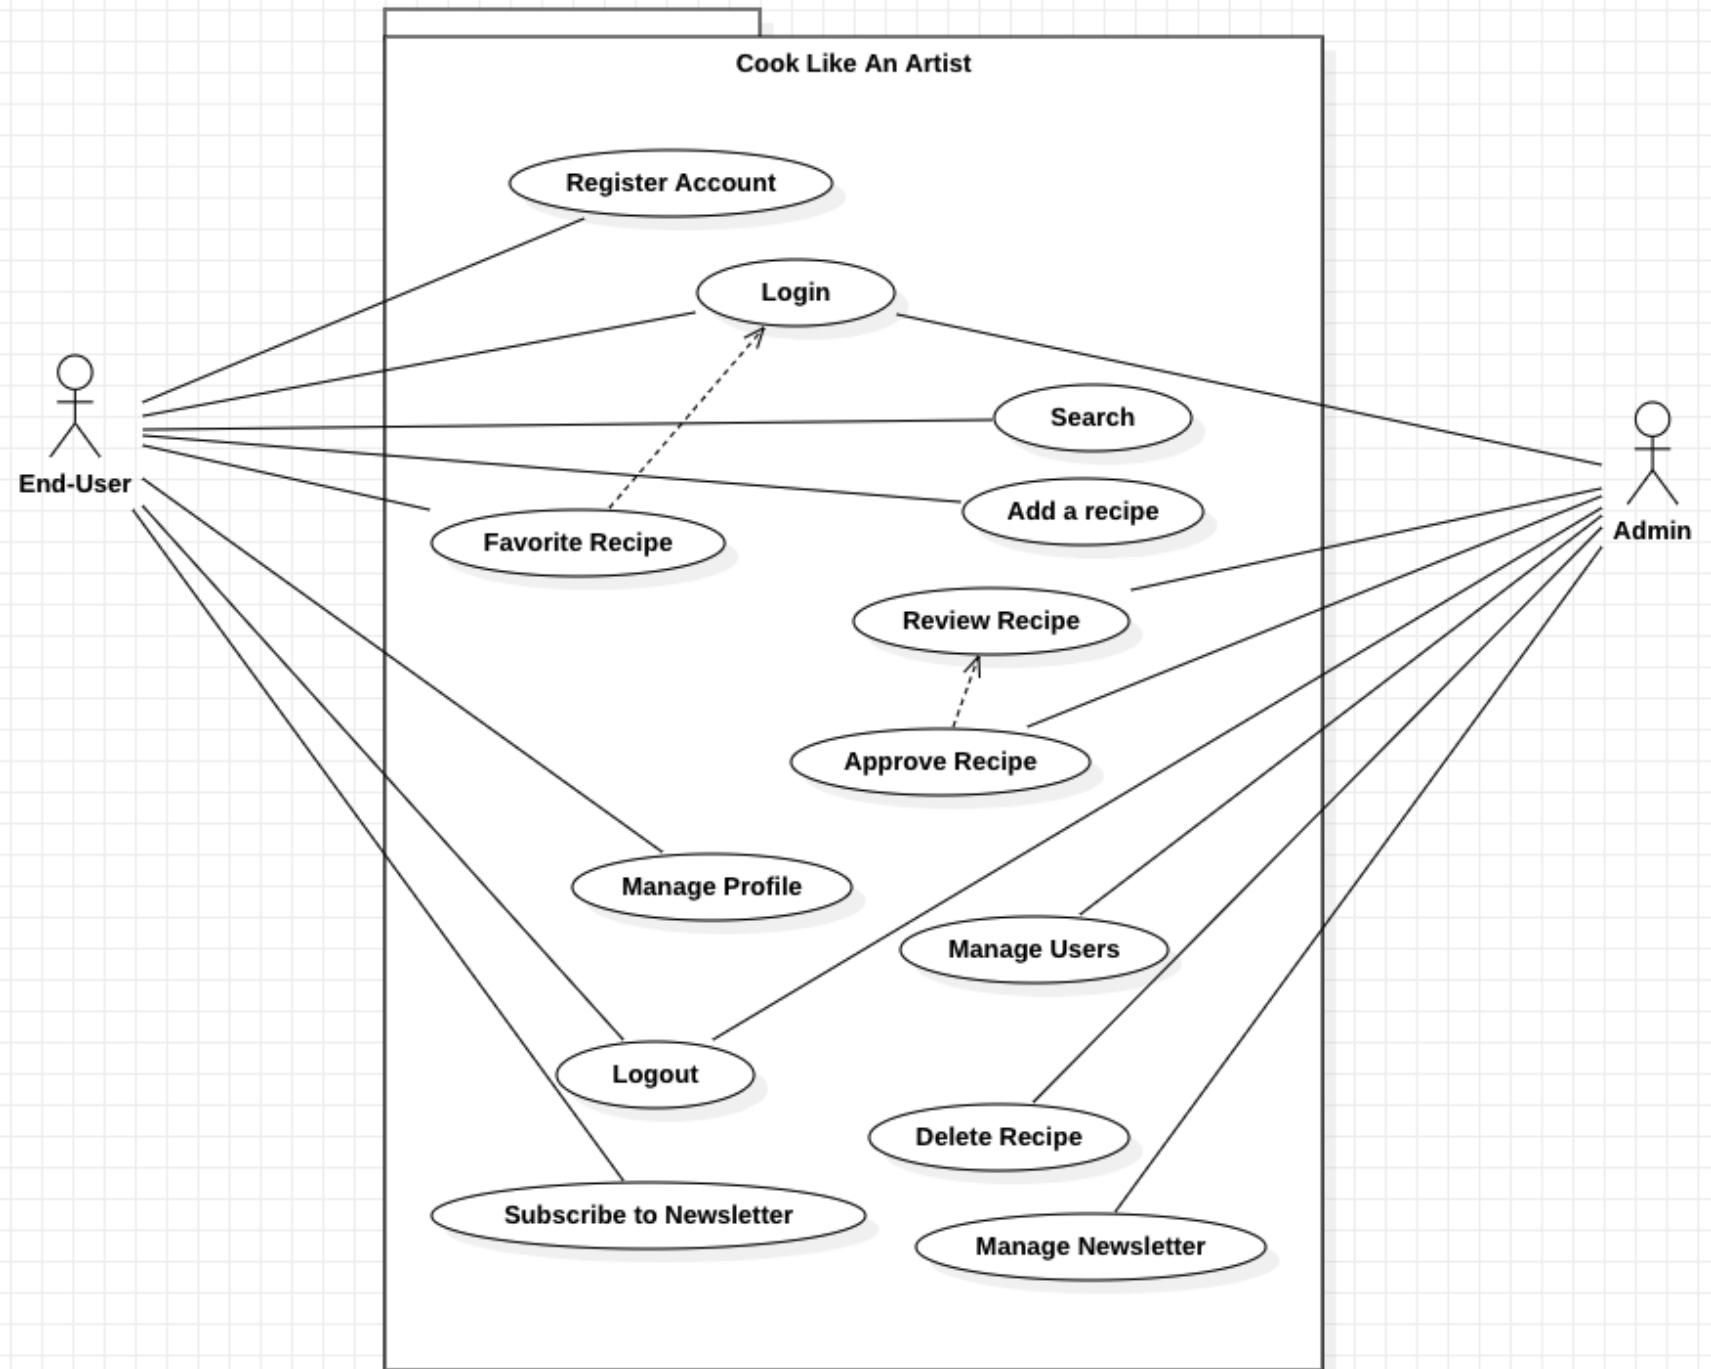 Cook Like An Artist
Register Account
Login
Search
End-User
Add a recipe
Admin
Favorite Recipe
Review Recipe
Approve Recipe
Manage Profile
Manage Users
Logout
Delete Recipe
Subscribe to Newsletter
Manage Newsletter